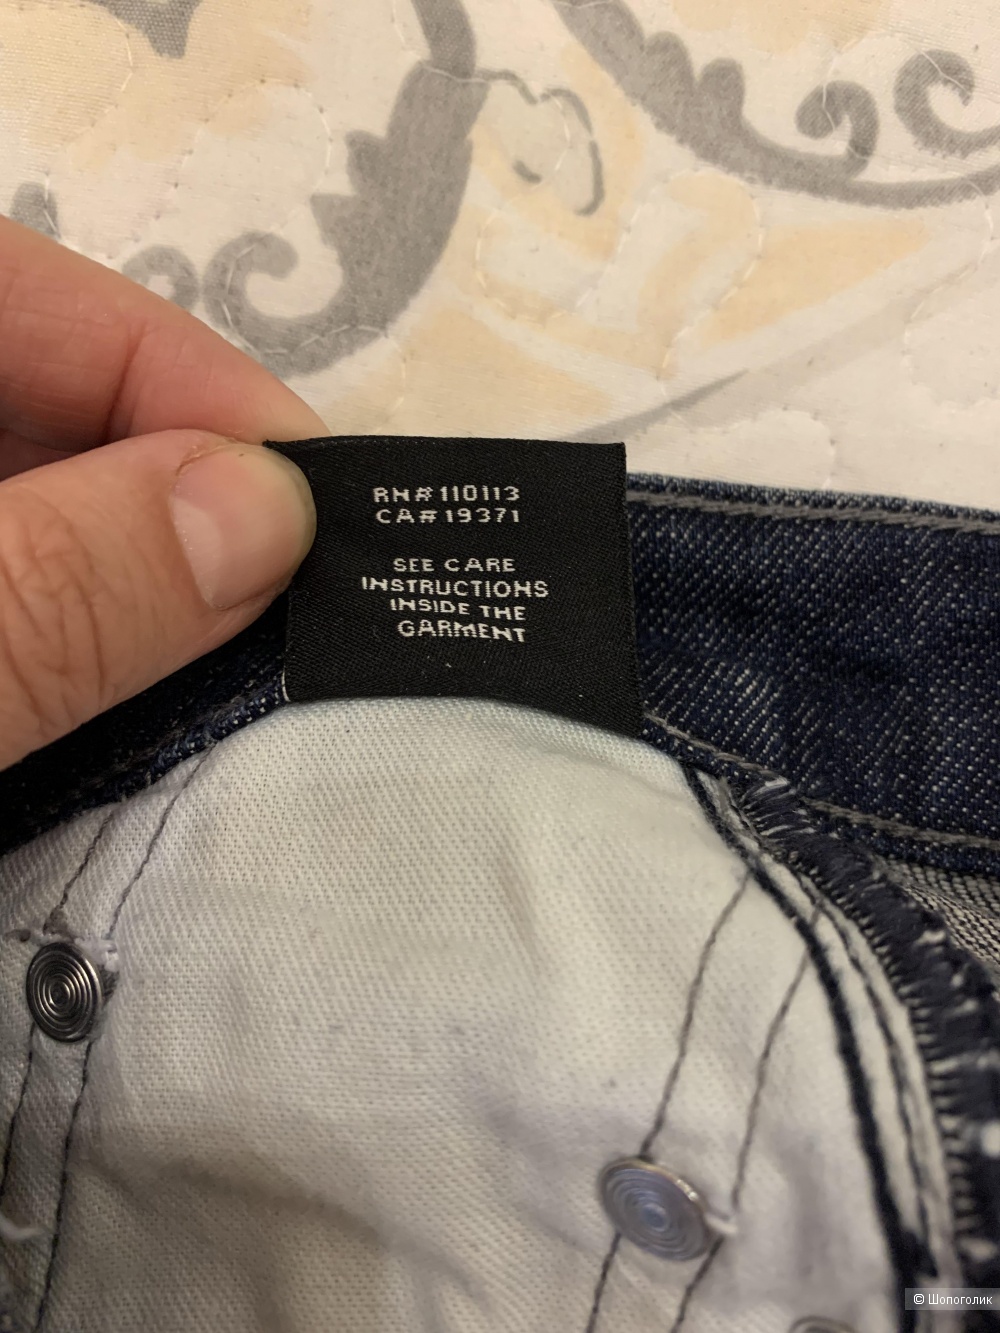 RN#110113
CA#19371
SEE CARE
INSTRUCTIONS
INSIDE THE
GARMENT
© Шопоголик